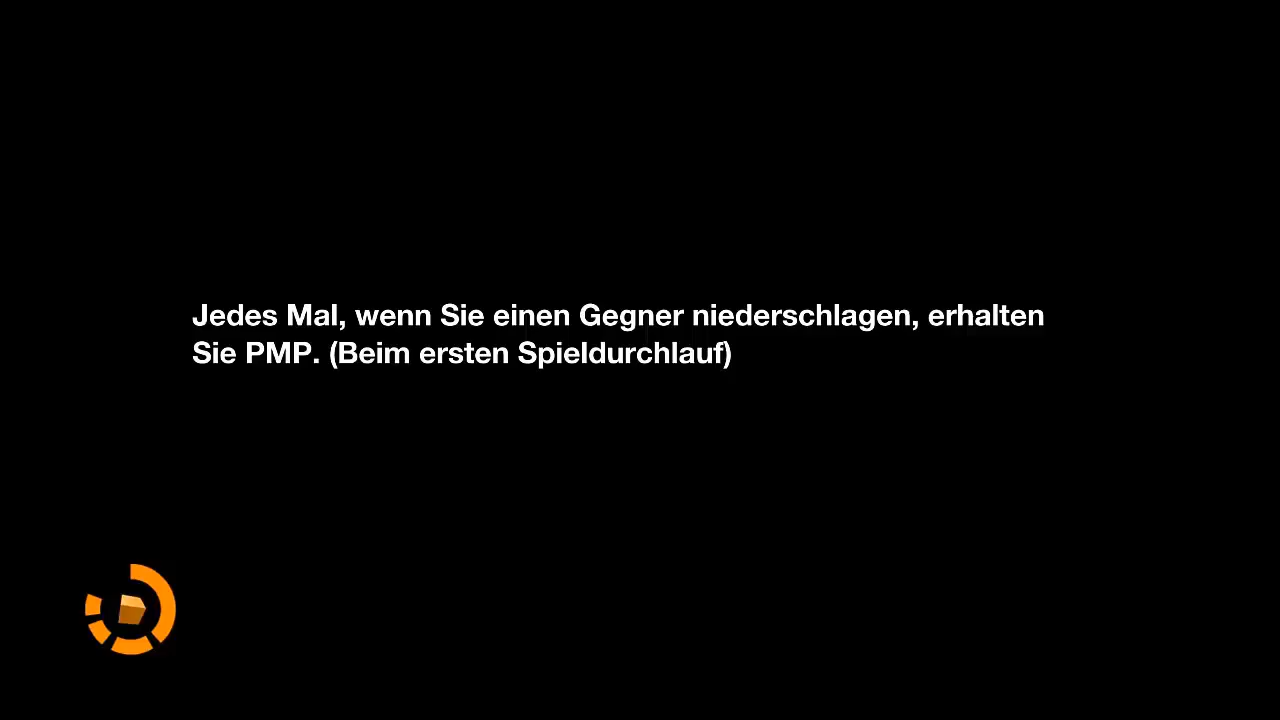 Jedes Mal, wenn Sie einen Gegner niederschlagen, erhalten
Sie PMP. (Beim ersten Spieldurchlauf)